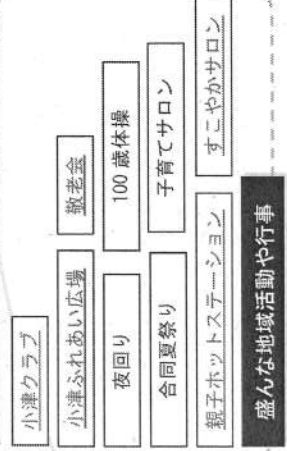 小津クラブ
小津ふれあい広場
敬老会
夜回り
100歳体操
合同夏祭り
子育てサロン
親子ホットステーション
すこやかサロン
盛んな地域活動や行事